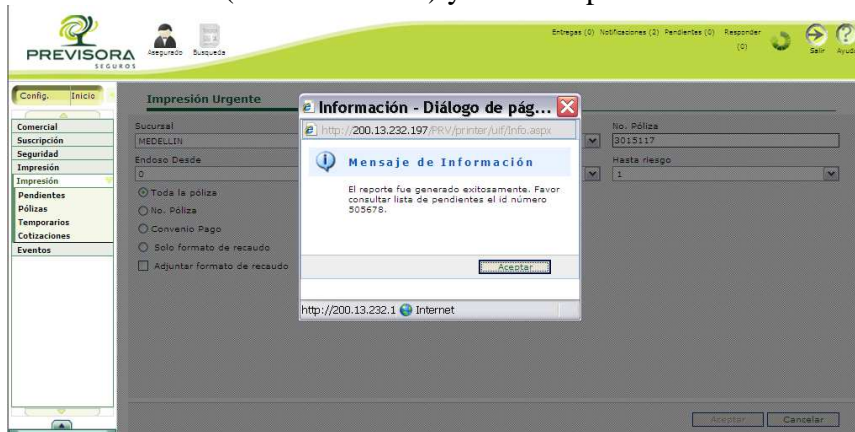 Entregas (0) Notificaciones (2) Pendientes (0) Responder (0)
Salir
Ayuda
PREVISORA
SEGUROS
Asegurado
Busqueda
Config.
Inicio
Comercial
Suscripción
Seguridad
Impresión
Impresión
Pendientes
Pólizas
Temporarios
Cotizaciones
Eventos
Impresión Urgente
Sucursal
MEDELLIN
No. Póliza
3015117
Endoso Desde
0
Hasta riesgo
1
Toda la póliza
No. Póliza
Convenio Pago
Solo formato de recaudo
Adjuntar formato de recaudo
Información - Diálogo de pág...
http://200.13.232.197/PRV/printer/uif/Info.aspx
Mensaje de Información
El reporte fue generado exitosamente. Favor
consultar lista de pendientes el id número
505678.
Aceptar
http://200.13.232.1 Internet
Aceptar
Cancelar